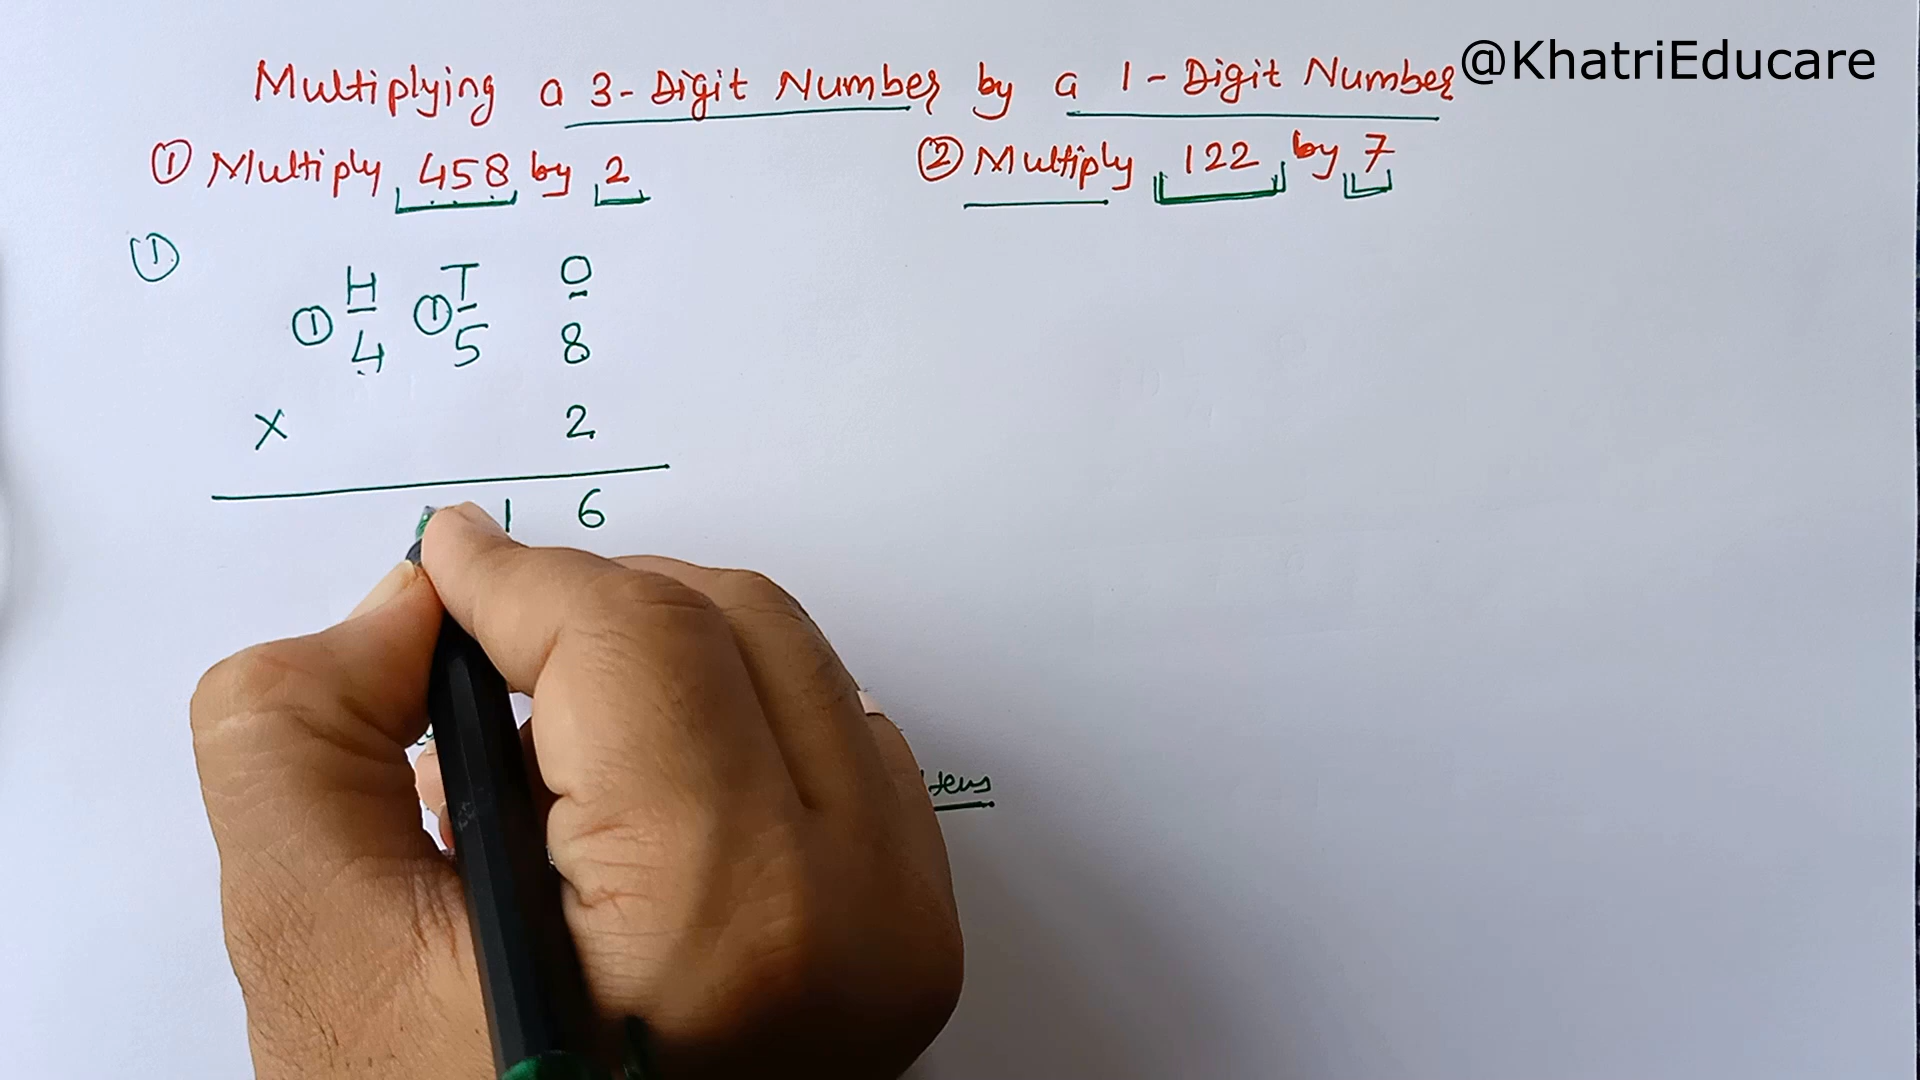 Multiplying a 3-Digit Number by a 1-Digit Number @KhatriEducare
① Multiply 458 by 2
② Multiply 122 by 7
①
H T O
① 4 ① 5 8
× 2
1 6
tens